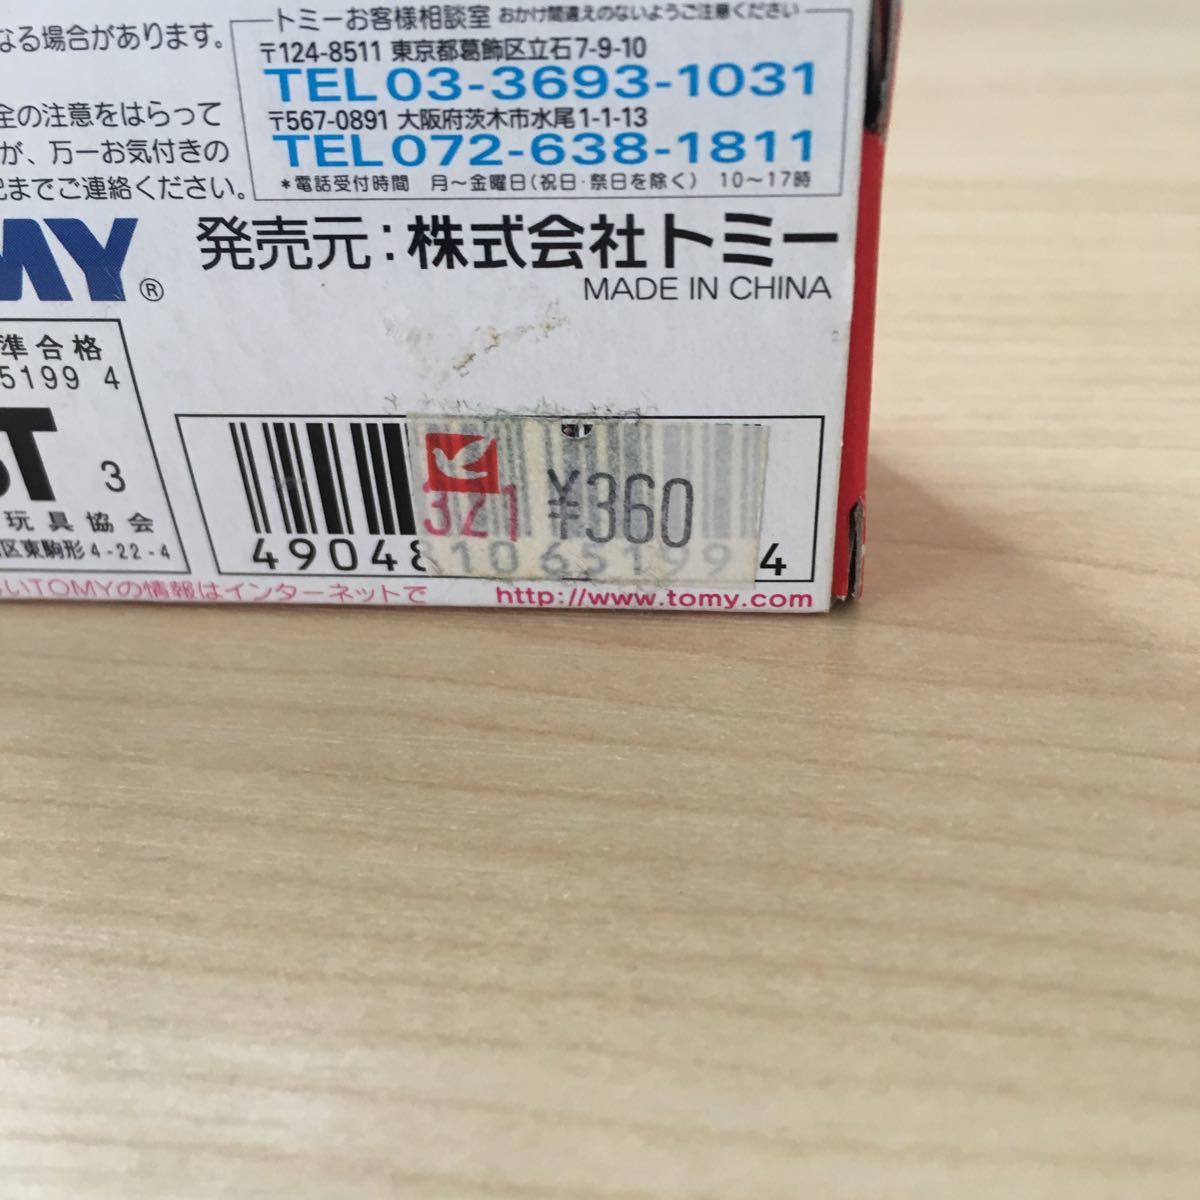 なる場合があります。
全の注意をはらって
が、万一お気付きの
までご連絡ください。
トミーお客様相談室 おかけ間違えのないようご注意ください
〒124-8511 東京都葛飾区立石7-9-10
TEL 03-3693-1031
〒567-0891 大阪府茨木市水尾1-1-13
TEL 072-638-1811
*電話受付時間 月～金曜日(祝日・祭日を除く) 10～17時
MY® 発売元:株式会社トミー
MADE IN CHINA
準合格
5199 4
ST 3
玩具協会
区東駒形4-22-4
321 ¥360
4904810651994
いTOMYの情報はインターネットで http://www.tomy.com